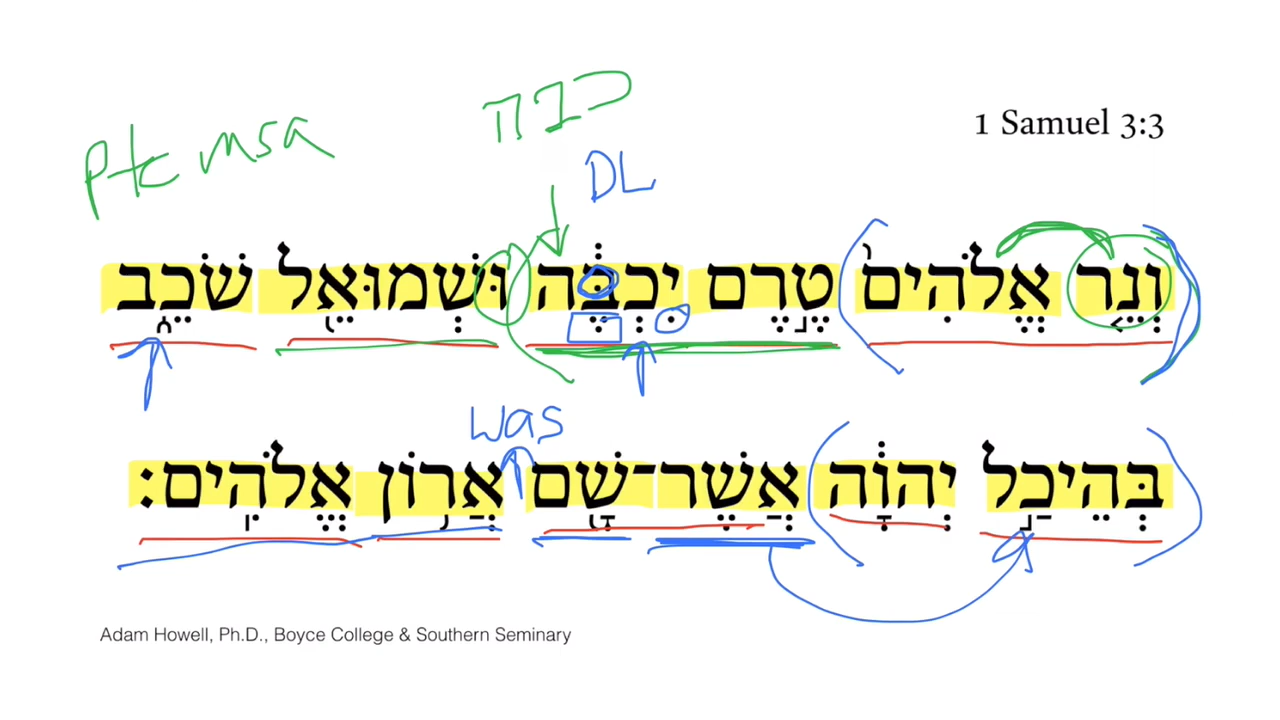 1 Samuel 3:3
כבה
Ptc msa
DL
וְנֵ֤ר אֱלֹהִים֙ טֶ֣רֶם יִכְבֶּ֔ה וּשְׁמוּאֵ֖ל שֹׁכֵ֑ב
was
בְּהֵיכַ֣ל יְהוָ֔ה אֲשֶׁר־שָׁ֖ם אֲר֥וֹן אֱלֹהִֽים׃
Adam Howell, Ph.D., Boyce College & Southern Seminary